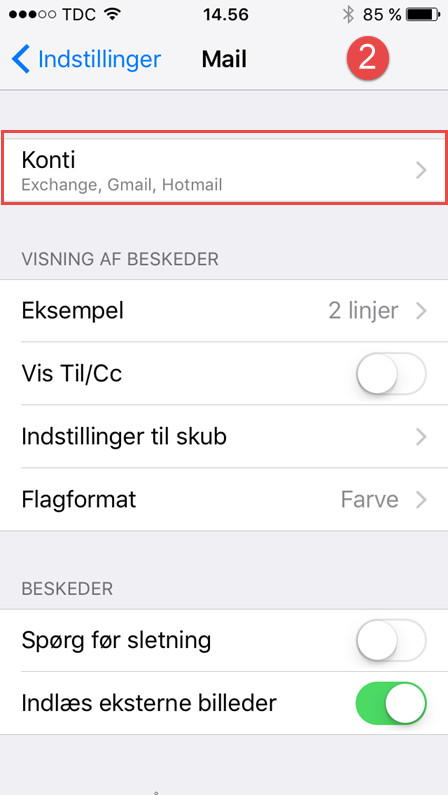 TDC 14.56 85 %
Indstillinger Mail 2
Konti
Exchange, Gmail, Hotmail
VISNING AF BESKEDER
Eksempel 2 linjer
Vis Til/Cc
Indstillinger til skub
Flagformat Farve
BESKEDER
Spørg før sletning
Indlæs eksterne billeder